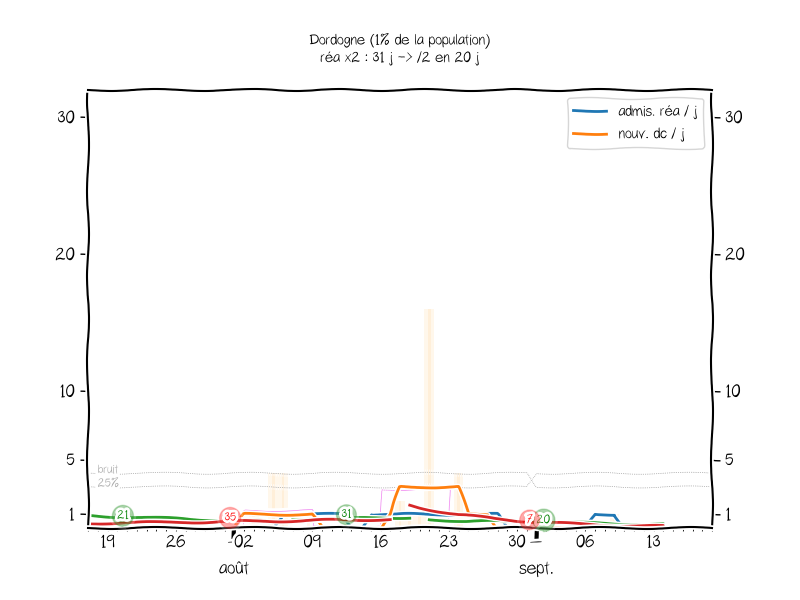 Dordogne (1% de la population)
réa x2 : 31 j -> /2 en 20 j
admis. réa / j
nouv. dc / j
30
30
20
20
10
10
5
5
bruit
25%
1
1
21
35
31
7
20
19 26 02 09 16 23 30 06 13
août sept.